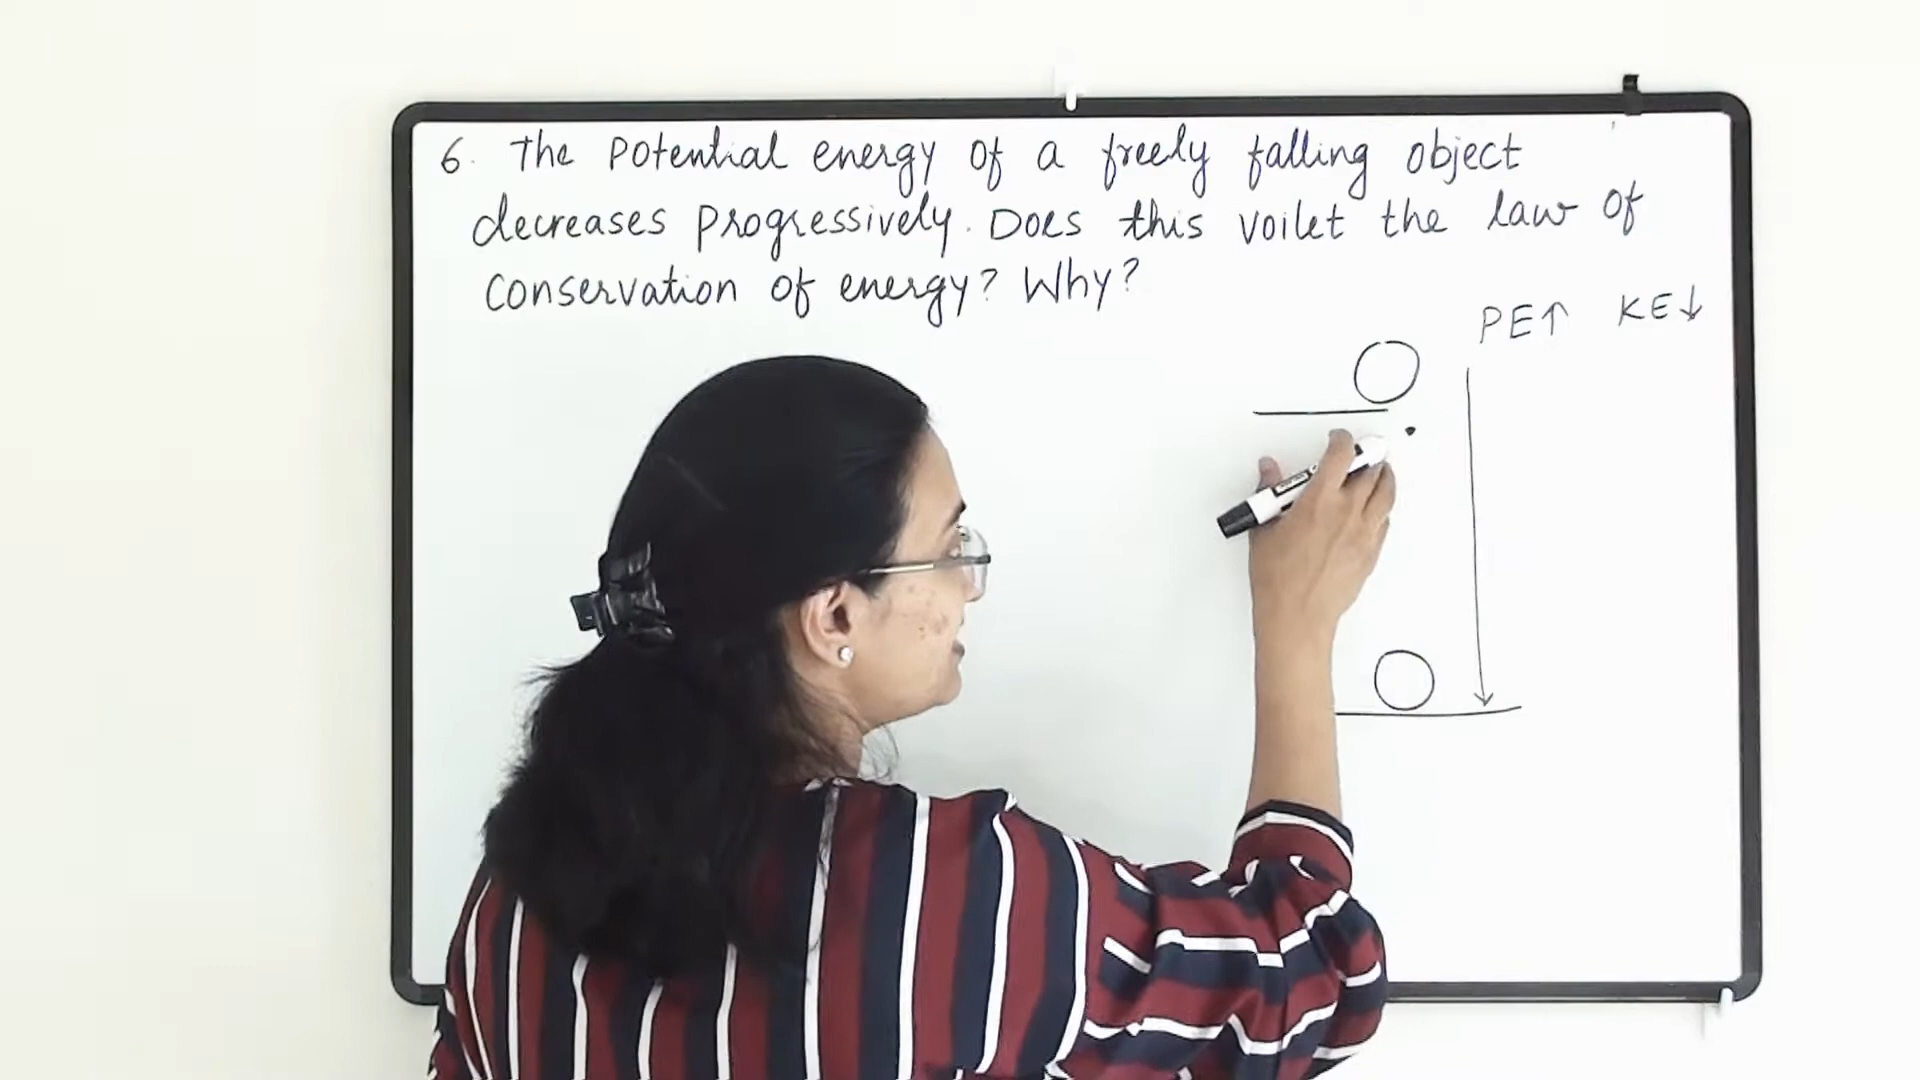 6. The Potential energy of a freely falling object
decreases progressively. Does this voilet the law of
conservation of energy? Why?
PE↑ KE↓